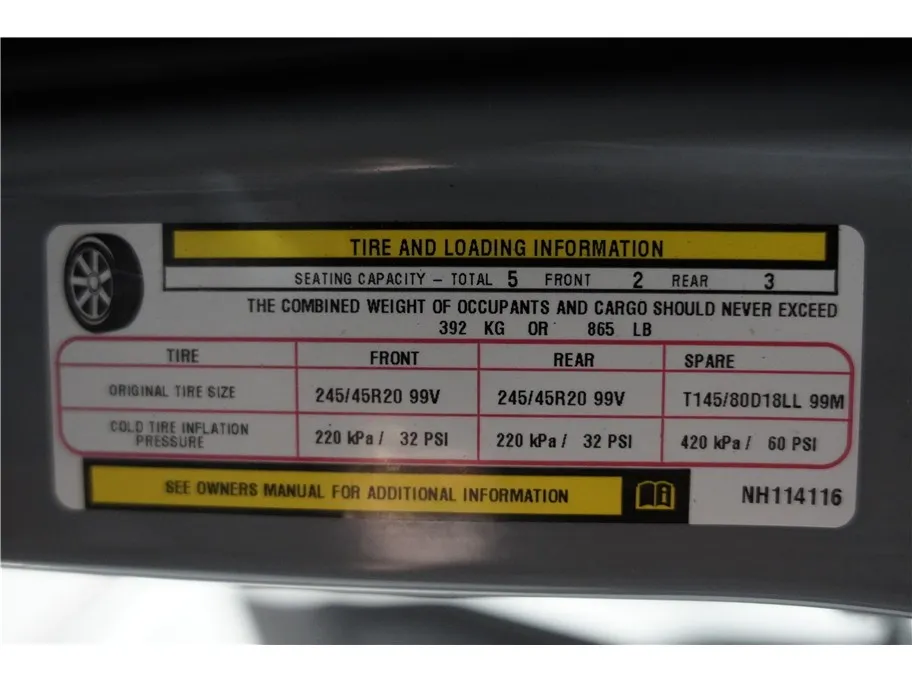 TIRE AND LOADING INFORMATION
SEATING CAPACITY – TOTAL 5 FRONT 2 REAR 3
THE COMBINED WEIGHT OF OCCUPANTS AND CARGO SHOULD NEVER EXCEED
392 KG OR 865 LB
TIRE FRONT REAR SPARE
ORIGINAL TIRE SIZE 245/45R20 99V 245/45R20 99V T145/80D18LL 99M
COLD TIRE INFLATION PRESSURE 220 kPa / 32 PSI 220 kPa / 32 PSI 420 kPa / 60 PSI
SEE OWNERS MANUAL FOR ADDITIONAL INFORMATION
NH114116